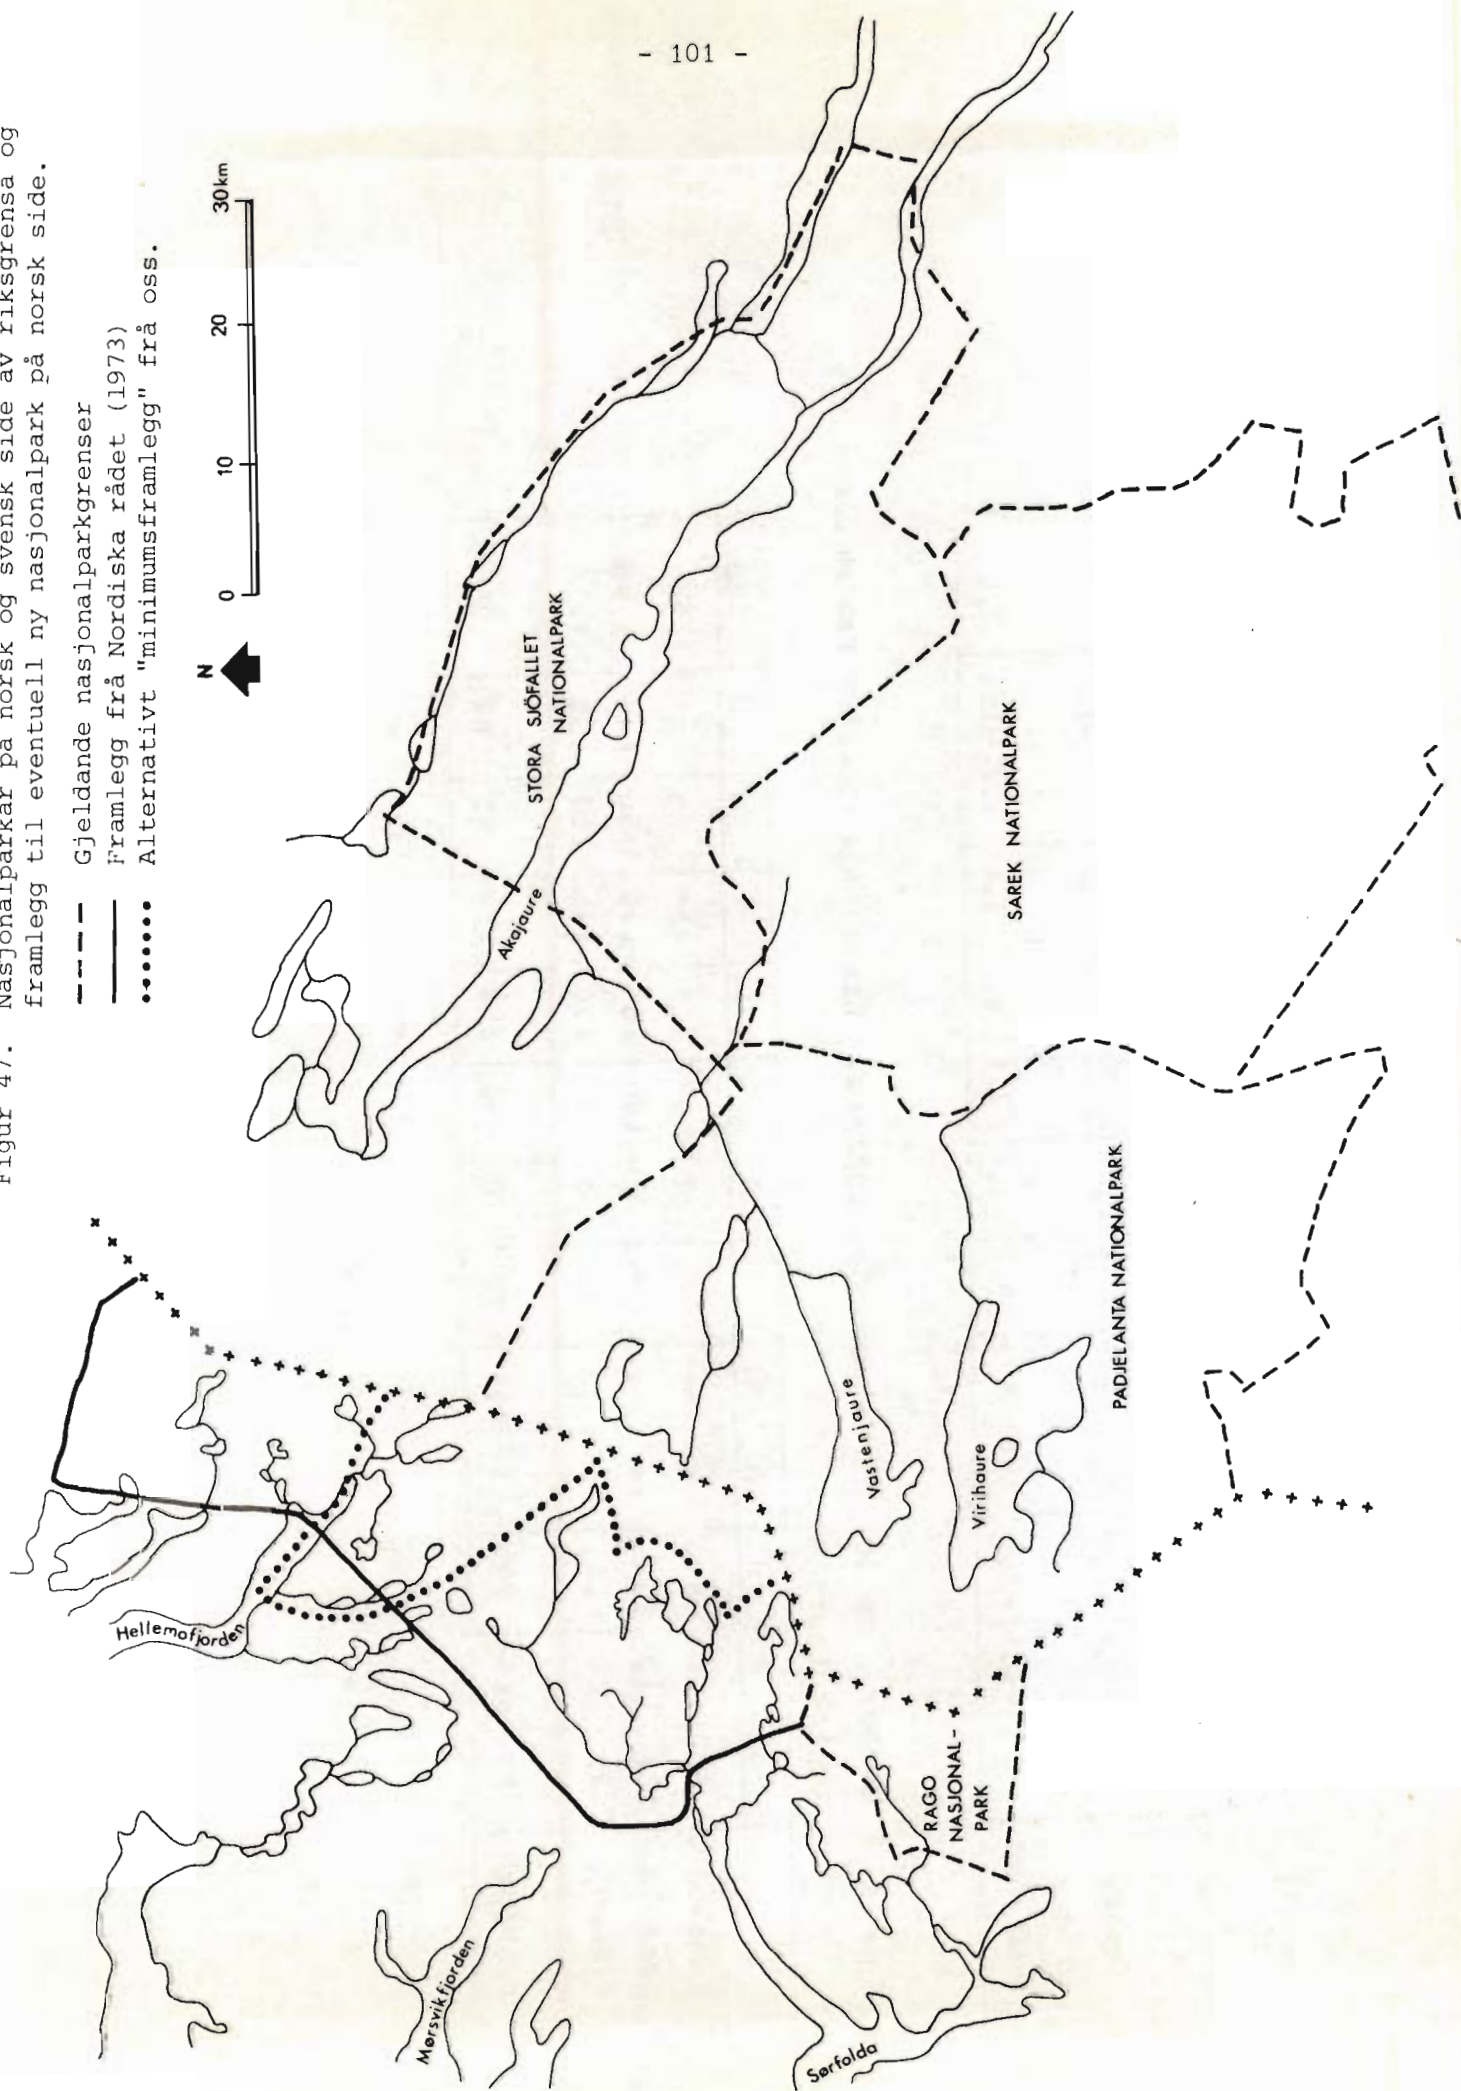 - 101 -
Figur 47. Nasjonalparkar på norsk og svensk side av riksgrensa og
framlegg til eventuell ny nasjonalpark på norsk side.
Gjeldande nasjonalparkgrenser
Framlegg frå Nordiska rådet (1973)
Alternativt "minimumsframlegg" frå oss.
N
0 10 20 30km
STORA SJÖFALLET
NATIONALPARK
Akajaure
SAREK NATIONALPARK
PADJELANTA NATIONALPARK
Vastenjaure
Virihaure
Hellemofjorden
Mørsvikfjorden
RAGO
NASJONAL-
PARK
Sørfolda